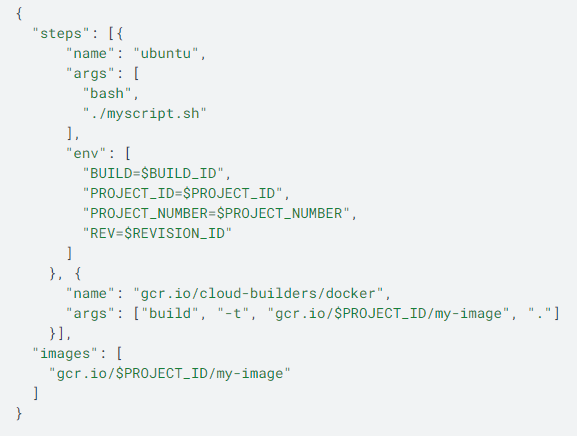 {
"steps": [{
"name": "ubuntu",
"args": [
"bash",
"./myscript.sh"
],
"env": [
"BUILD=$BUILD_ID",
"PROJECT_ID=$PROJECT_ID",
"PROJECT_NUMBER=$PROJECT_NUMBER",
"REV=$REVISION_ID"
]
}, {
"name": "gcr.io/cloud-builders/docker",
"args": ["build", "-t", "gcr.io/$PROJECT_ID/my-image", "."]
}],
"images": [
"gcr.io/$PROJECT_ID/my-image"
]
}